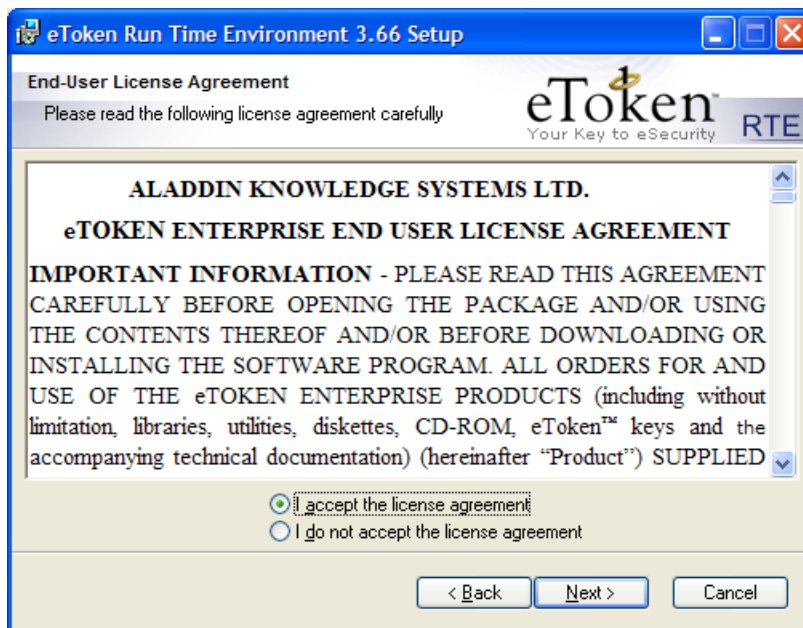 eToken Run Time Environment 3.66 Setup
End-User License Agreement
Please read the following license agreement carefully
eToken™
Your Key to eSecurity
RTE
ALADDIN KNOWLEDGE SYSTEMS LTD.
eTOKEN ENTERPRISE END USER LICENSE AGREEMENT
IMPORTANT INFORMATION - PLEASE READ THIS AGREEMENT
CAREFULLY BEFORE OPENING THE PACKAGE AND/OR USING
THE CONTENTS THEREOF AND/OR BEFORE DOWNLOADING OR
INSTALLING THE SOFTWARE PROGRAM. ALL ORDERS FOR AND
USE OF THE eTOKEN ENTERPRISE PRODUCTS (including without
limitation, libraries, utilities, diskettes, CD-ROM, eToken™ keys and the
accompanying technical documentation) (hereinafter “Product”) SUPPLIED
I accept the license agreement
I do not accept the license agreement
< Back
Next >
Cancel